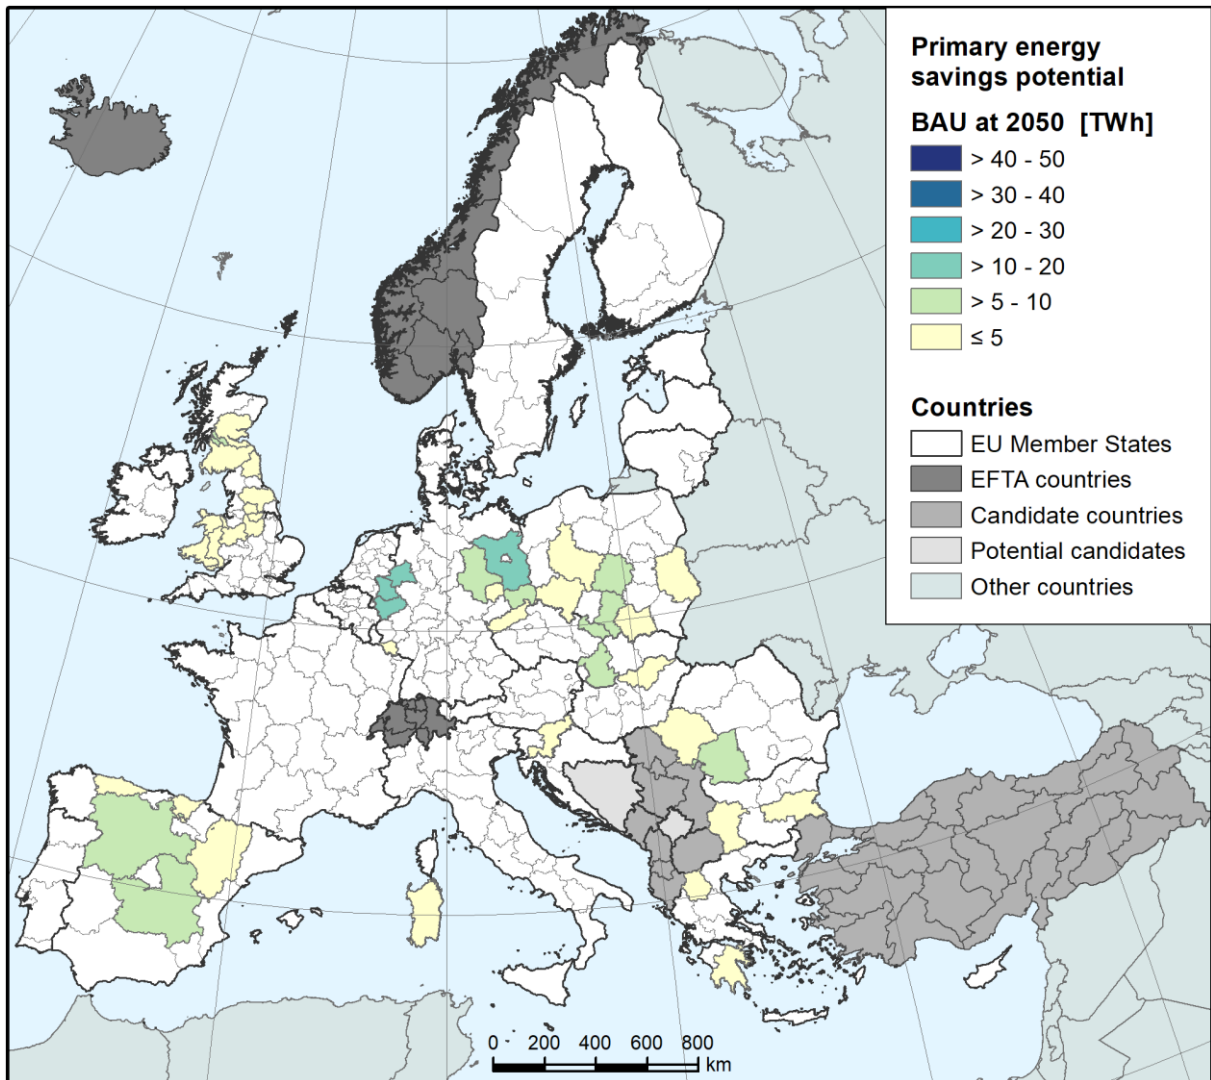 Primary energy
savings potential
BAU at 2050 [TWh]
> 40 - 50
> 30 - 40
> 20 - 30
> 10 - 20
> 5 - 10
≤ 5
Countries
EU Member States
EFTA countries
Candidate countries
Potential candidates
Other countries
0 200 400 600 800
km